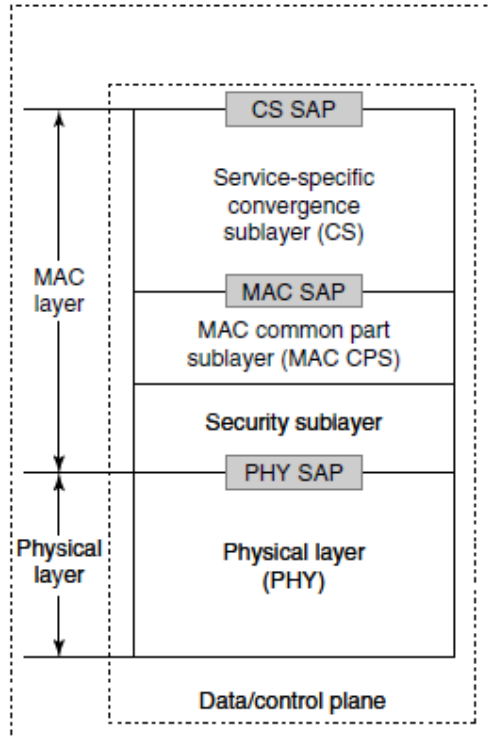 CS SAP
Service-specific
convergence
sublayer (CS)
MAC
layer
MAC SAP
MAC common part
sublayer (MAC CPS)
Security sublayer
PHY SAP
Physical
layer
Physical layer
(PHY)
Data/control plane